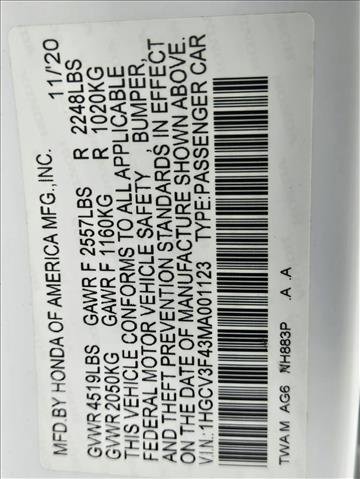 MFD.BY HONDA OF AMERICA MFG.,INC. 11/'20
GVWR 4519LBS GAWR F 2557LBS R 2248LBS
GVWR 2050KG GAWR F 1160KG R 1020KG
THIS VEHICLE CONFORMS TO ALL APPLICABLE
FEDERAL MOTOR VEHICLE SAFETY , BUMPER,
AND THEFT PREVENTION STANDARDS IN EFFECT
ON THE DATE OF MANUFACTURE SHOWN ABOVE.
V.I.N.:1HGCV3F43MA001123 TYPE:PASSENGER CAR
TWA M AG6 NH883P .A .A